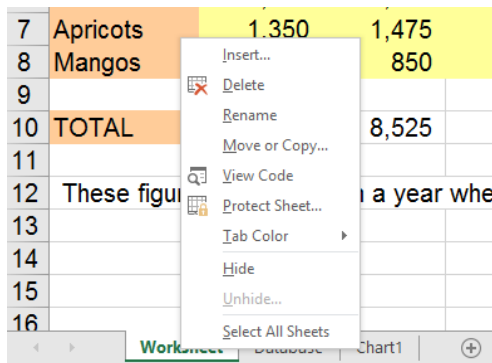 7 Apricots 1,350 1,475
8 Mangos 850
9
10 TOTAL 8,525
11
12 These figu a year whe
13
14
15
16
Insert...
Delete
Rename
Move or Copy...
View Code
Protect Sheet...
Tab Color
Hide
Unhide...
Select All Sheets
Worksheet Database Chart1